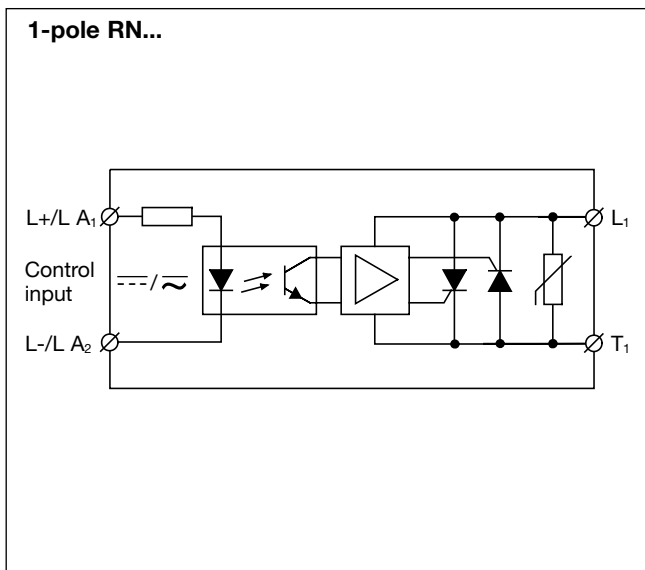 1-pole RN...
L+/L A₁
L₁
Control
input
L-/L A₂
T₁